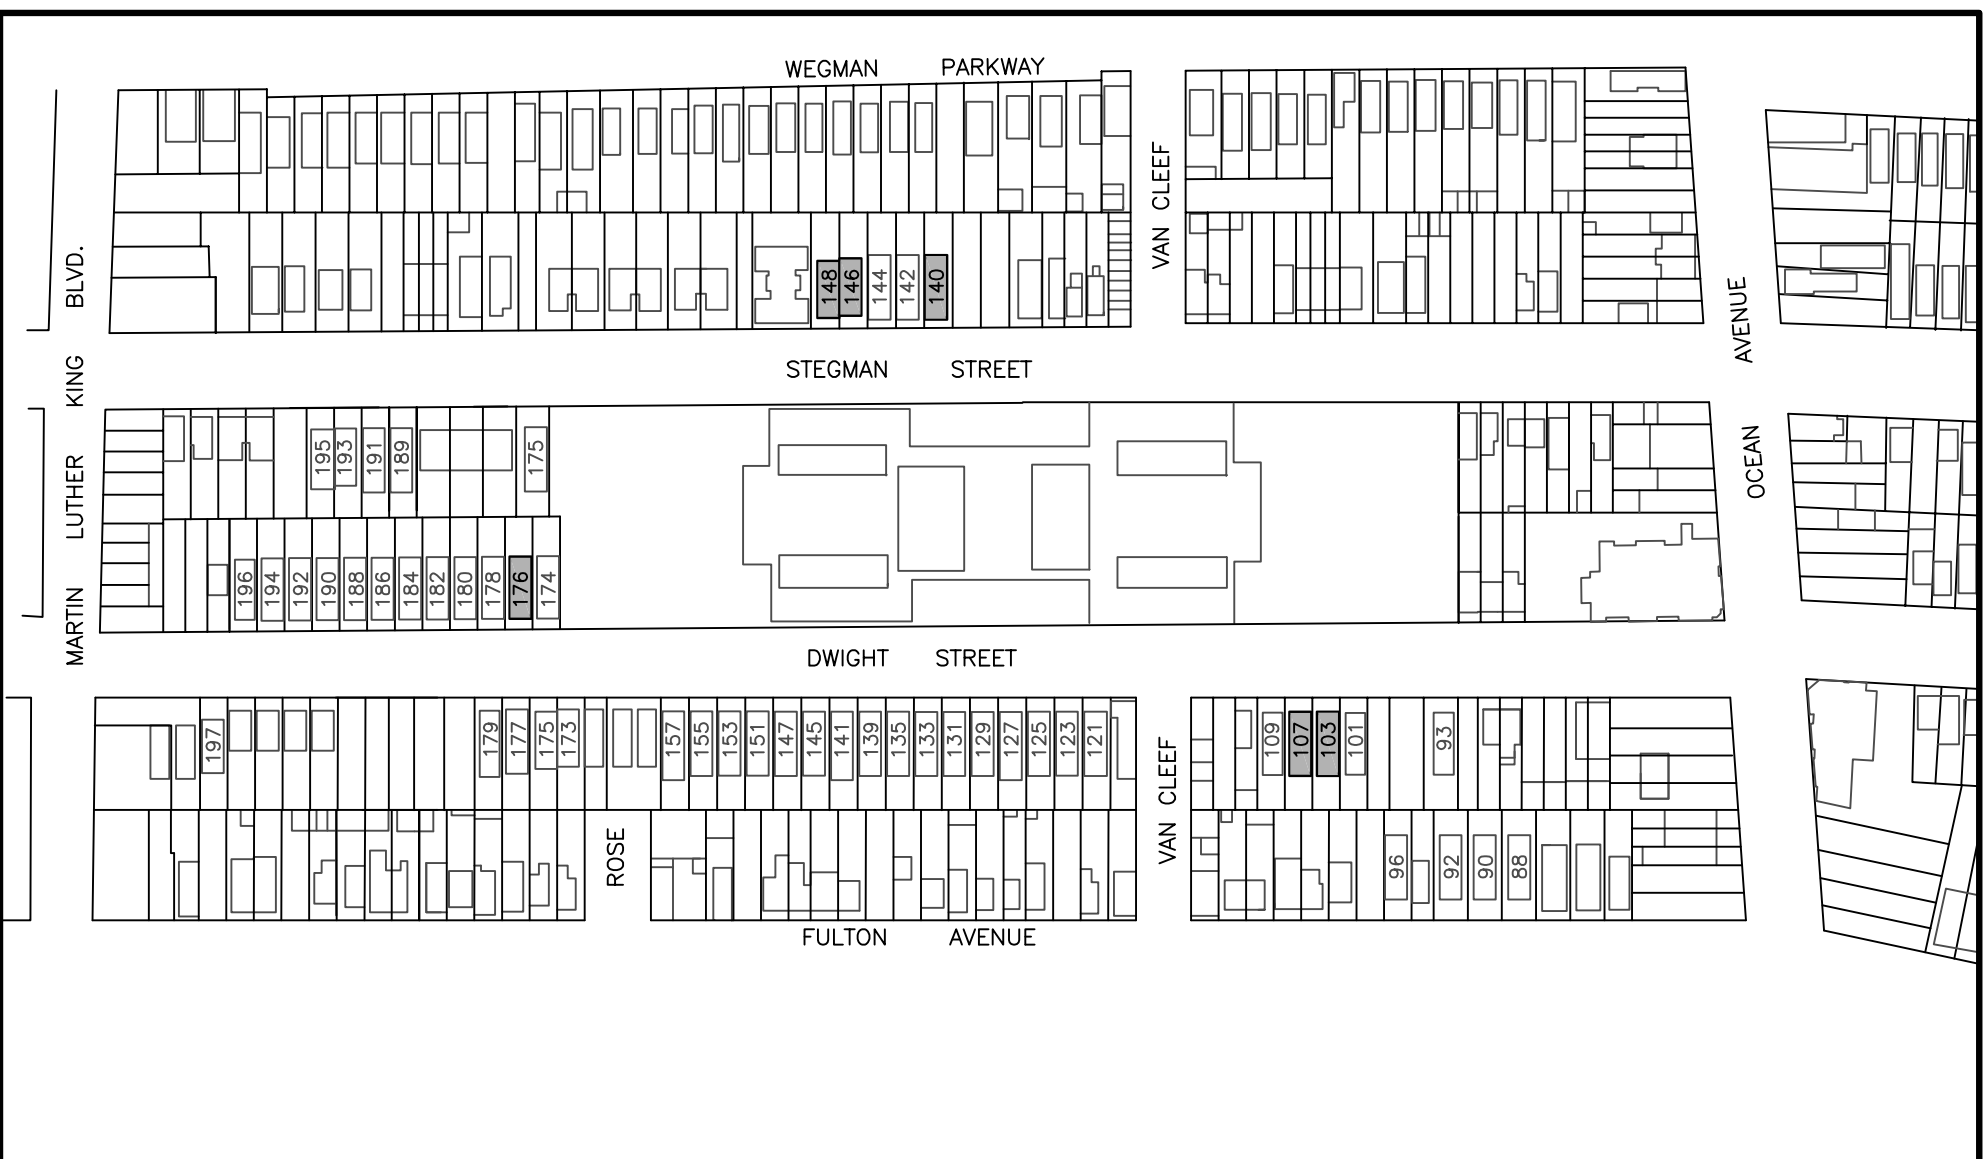 WEGMAN PARKWAY
VAN CLEEF
148 146 144 142 140
STEGMAN STREET
MARTIN LUTHER KING BLVD.
OCEAN AVENUE
195 193 191 189 175
196 194 192 190 188 186 184 182 180 178 176 174
DWIGHT STREET
197 179 177 175 173 157 155 153 151 147 145 141 139 135 133 131 129 127 125 123 121
VAN CLEEF
109 107 103 101 93
ROSE
96 92 90 88
FULTON AVENUE